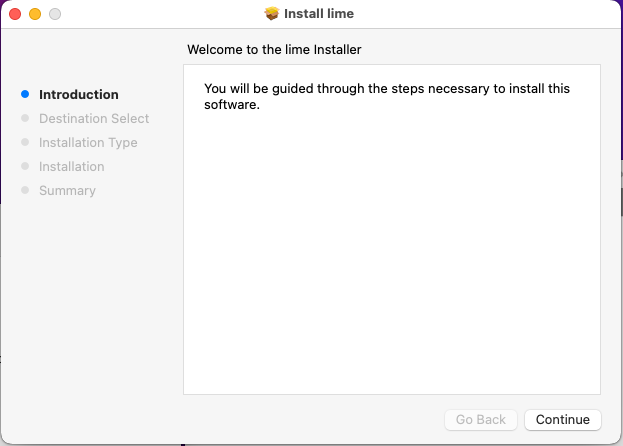 Install lime
Welcome to the lime Installer
Introduction
Destination Select
Installation Type
Installation
Summary
You will be guided through the steps necessary to install this
software.
Go Back
Continue